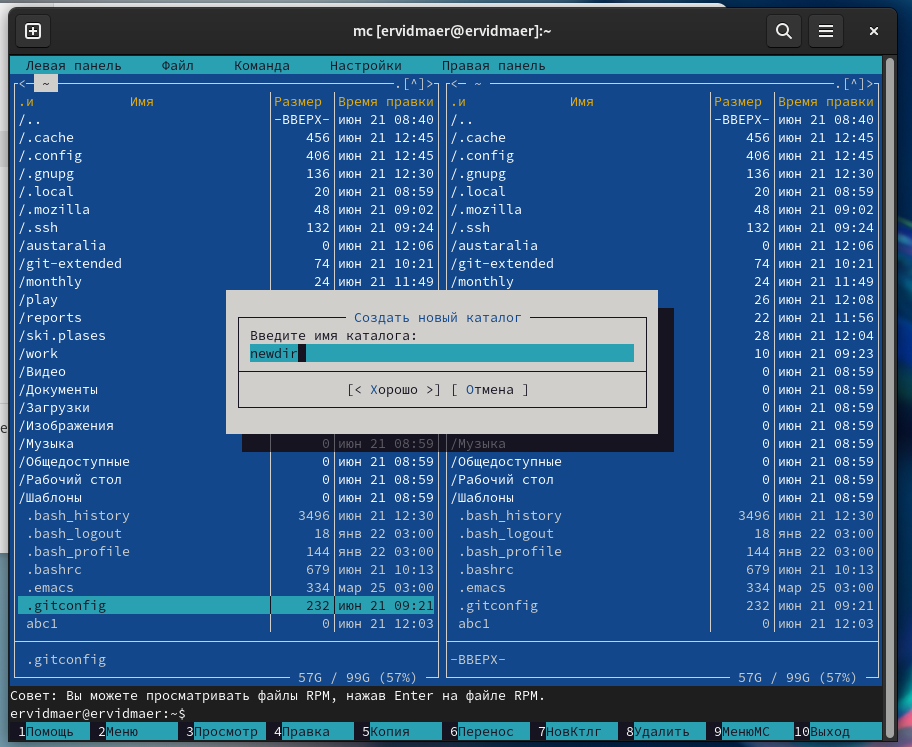 mc [ervidmaer@ervidmaer]:~
Левая панель Файл Команда Настройки Правая панель
<— ~ .[^]> <— ~ .[^]>
.и Имя Размер Время правки .и Имя Размер Время правки
/.. -ВВЕРХ- июн 21 08:40 /.. -ВВЕРХ- июн 21 08:40
/.cache 456 июн 21 12:45 /.cache 456 июн 21 12:45
/.config 406 июн 21 12:45 /.config 406 июн 21 12:45
/.gnupg 136 июн 21 12:30 /.gnupg 136 июн 21 12:30
/.local 20 июн 21 08:59 /.local 20 июн 21 08:59
/.mozilla 48 июн 21 09:02 /.mozilla 48 июн 21 09:02
/.ssh 132 июн 21 09:24 /.ssh 132 июн 21 09:24
/austaralia 0 июн 21 12:06 /austaralia 0 июн 21 12:06
/git-extended 74 июн 21 10:21 /git-extended 74 июн 21 10:21
/monthly 24 июн 21 11:49 /monthly 24 июн 21 11:49
/play 26 июн 21 12:08
/reports Создать новый каталог 22 июн 21 11:56
/ski.plases Введите имя каталога: 28 июн 21 12:04
/work newdir 10 июн 21 09:23
/Видео 0 июн 21 08:59
/Документы [< Хорошо >] [ Отмена ] 0 июн 21 08:59
/Загрузки 0 июн 21 08:59
/Изображения 0 июн 21 08:59
/Музыка 0 июн 21 08:59 /Музыка 0 июн 21 08:59
/Общедоступные 0 июн 21 08:59 /Общедоступные 0 июн 21 08:59
/Рабочий стол 0 июн 21 08:59 /Рабочий стол 0 июн 21 08:59
/Шаблоны 0 июн 21 08:59 /Шаблоны 0 июн 21 08:59
.bash_history 3496 июн 21 12:30 .bash_history 3496 июн 21 12:30
.bash_logout 18 янв 22 03:00 .bash_logout 18 янв 22 03:00
.bash_profile 144 янв 22 03:00 .bash_profile 144 янв 22 03:00
.bashrc 679 июн 21 10:13 .bashrc 679 июн 21 10:13
.emacs 334 мар 25 03:00 .emacs 334 мар 25 03:00
.gitconfig 232 июн 21 09:21 .gitconfig 232 июн 21 09:21
abc1 0 июн 21 12:03 abc1 0 июн 21 12:03
.gitconfig -ВВЕРХ-
57G / 99G (57%) 57G / 99G (57%)
Совет: Вы можете просматривать файлы RPM, нажав Enter на файле RPM.
ervidmaer@ervidmaer:~$
1Помощь 2Меню 3Просмотр 4Правка 5Копия 6Перенос 7НовКтлг 8Удалить 9МенюМС 10Выход